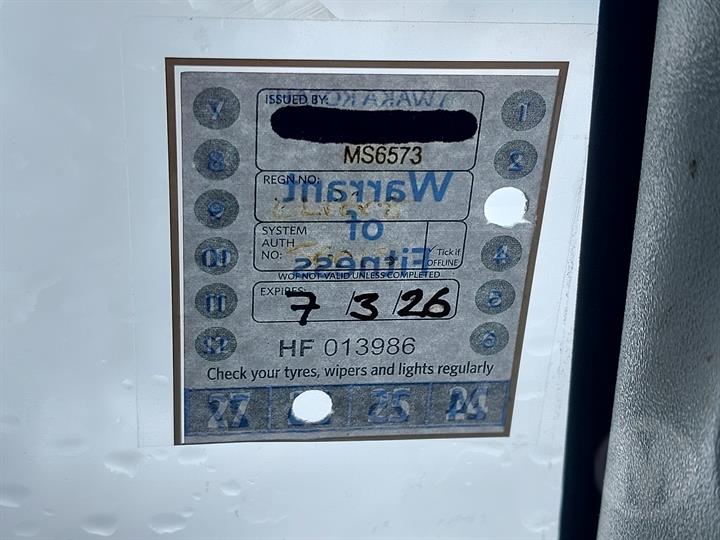 ISSUED BY:
MS6573
REGN NO:
Warrant
of
Fitness
SYSTEM
AUTH
NO:
✓ Tick if
OFFLINE
WOF NOT VALID UNLESS COMPLETED
EXPIRES:
7/3/26
HF 013986
Check your tyres, wipers and lights regularly
7
8
9
10
11
12
1
2
4
5
6
27
25
24